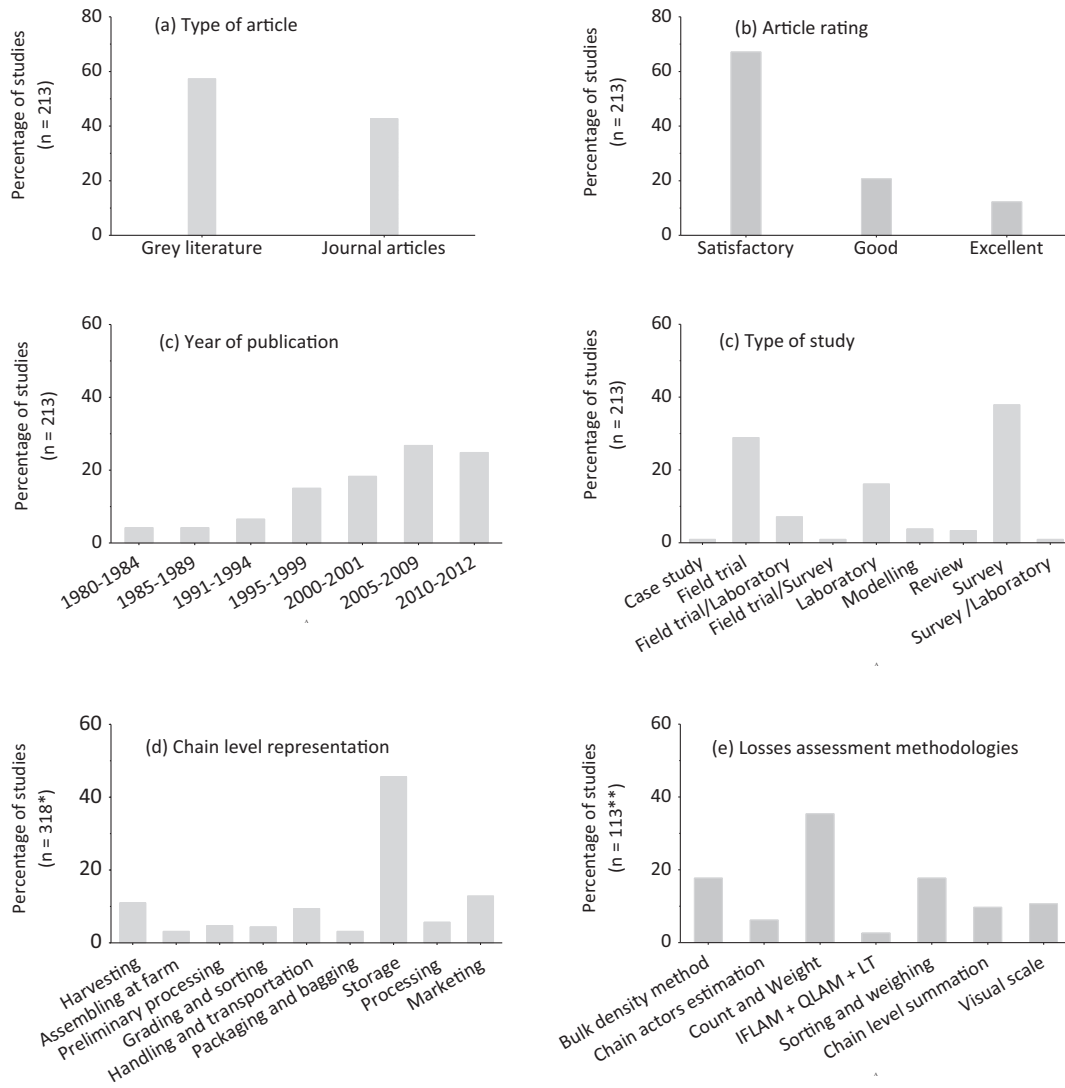 (a) Type of article
Percentage of studies
(n = 213)
80
60
40
20
0
Grey literature
Journal articles
(b) Article rating
Percentage of studies
(n = 213)
80
60
40
20
0
Satisfactory
Good
Excellent
(c) Year of publication
Percentage of studies
(n = 213)
60
40
20
0
1980-1984
1985-1989
1991-1994
1995-1999
2000-2001
2005-2009
2010-2012
(c) Type of study
Percentage of studies
(n = 213)
60
40
20
0
Case study
Field trial
Field trial/Laboratory
Field trial/Survey
Laboratory
Modelling
Review
Survey
Survey /Laboratory
(d) Chain level representation
Percentage of studies
(n = 318*)
60
40
20
0
Harvesting
Assembling at farm
Preliminary processing
Grading and sorting
Handling and transportation
Packaging and bagging
Storage
Processing
Marketing
(e) Losses assessment methodologies
Percentage of studies
(n = 113**)
60
40
20
0
Bulk density method
Chain actors estimation
Count and Weight
IFLAM + QLAM + LT
Sorting and weighing
Chain level summation
Visual scale